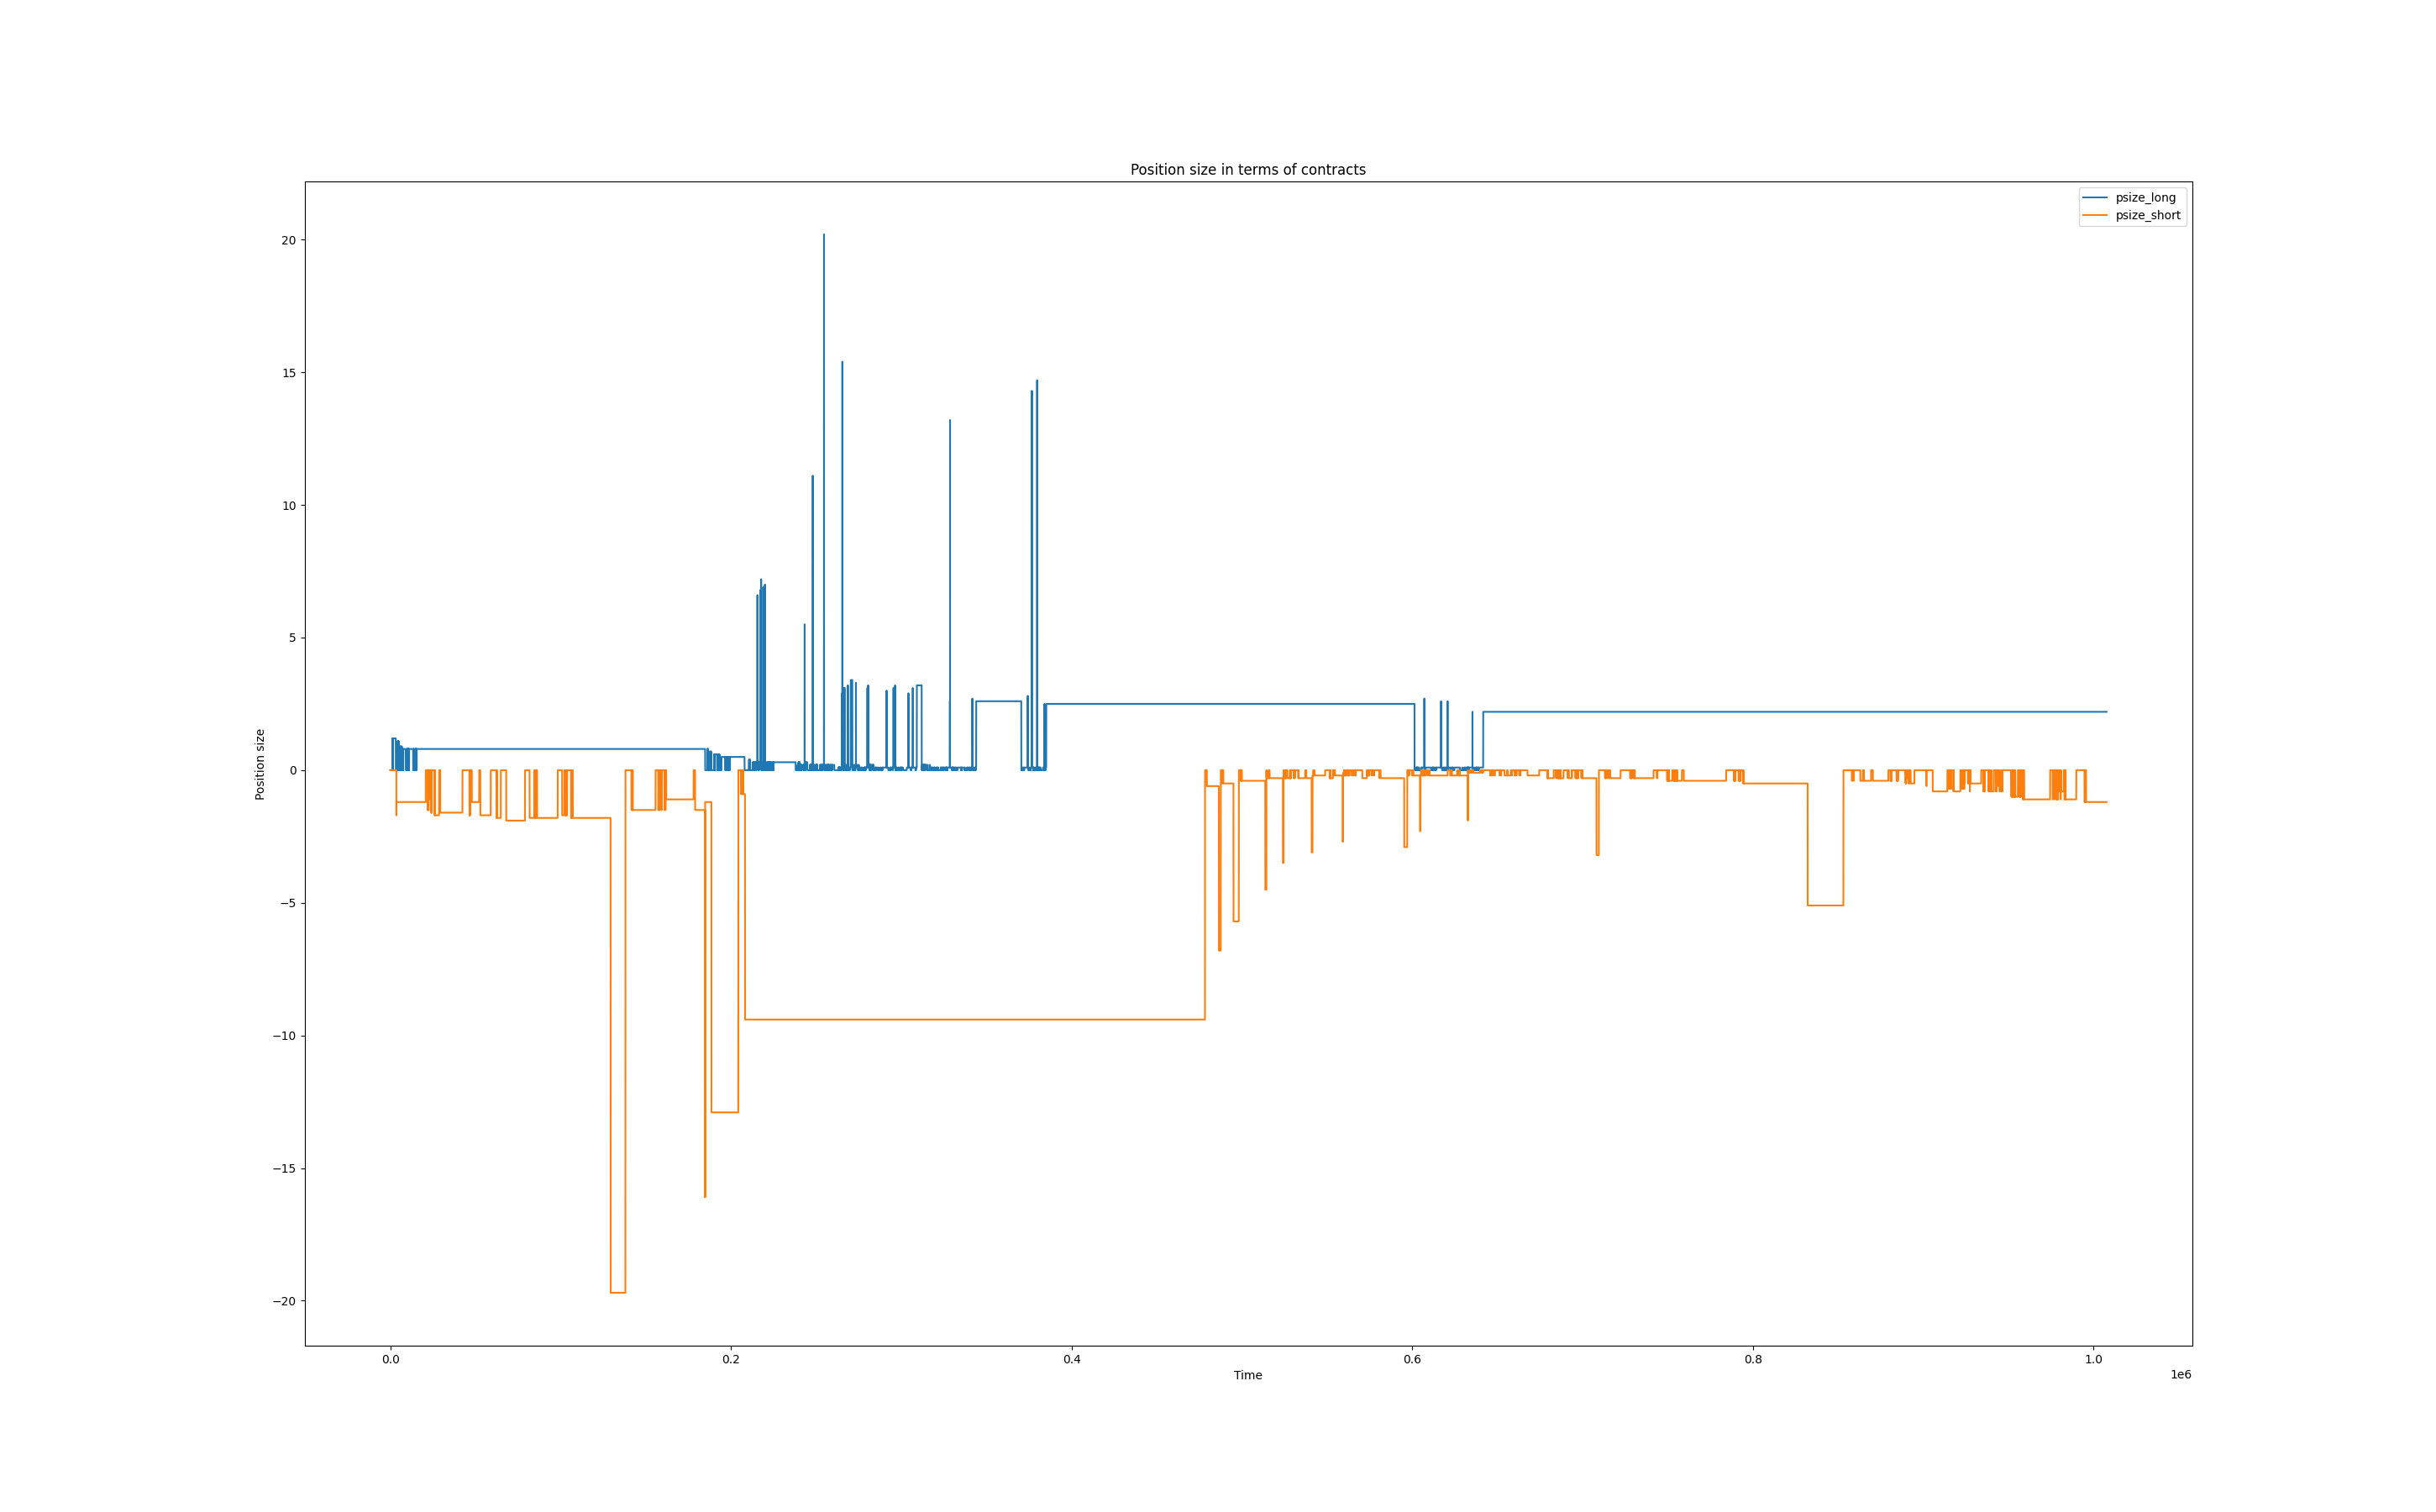 Position size in terms of contracts
psize_long
psize_short
20
15
10
5
0
−5
−10
−15
−20
Position size
0.0 0.2 0.4 0.6 0.8 1.0
Time
1e6